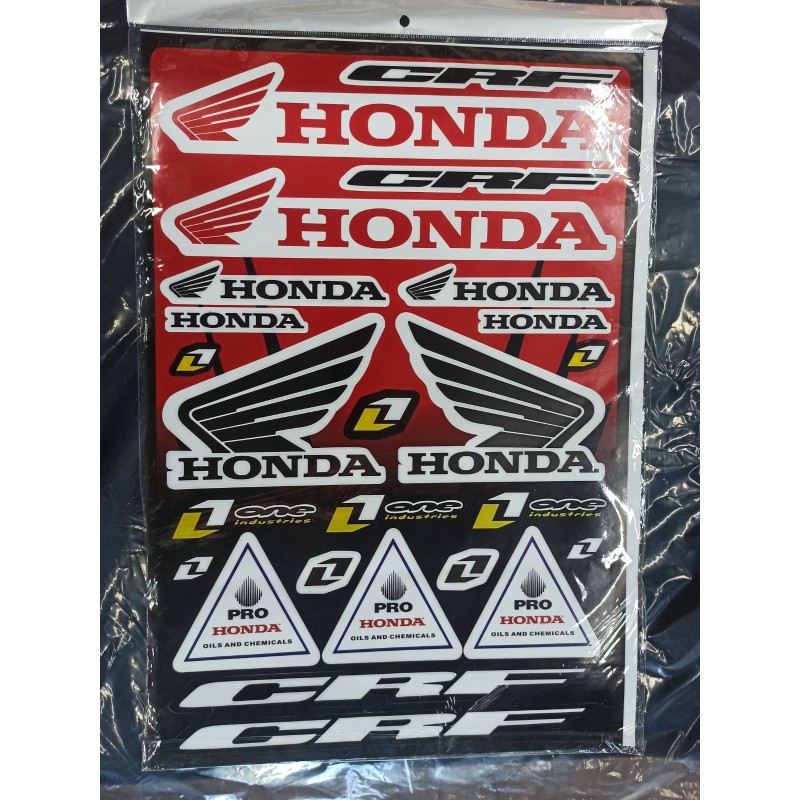 CRF
HONDA
CRF
HONDA
HONDA HONDA
HONDA HONDA
HONDA HONDA
one one one
industries industries industries
PRO PRO PRO
HONDA HONDA HONDA
OILS AND CHEMICALS OILS AND CHEMICALS OILS AND CHEMICALS
CRF
CRF